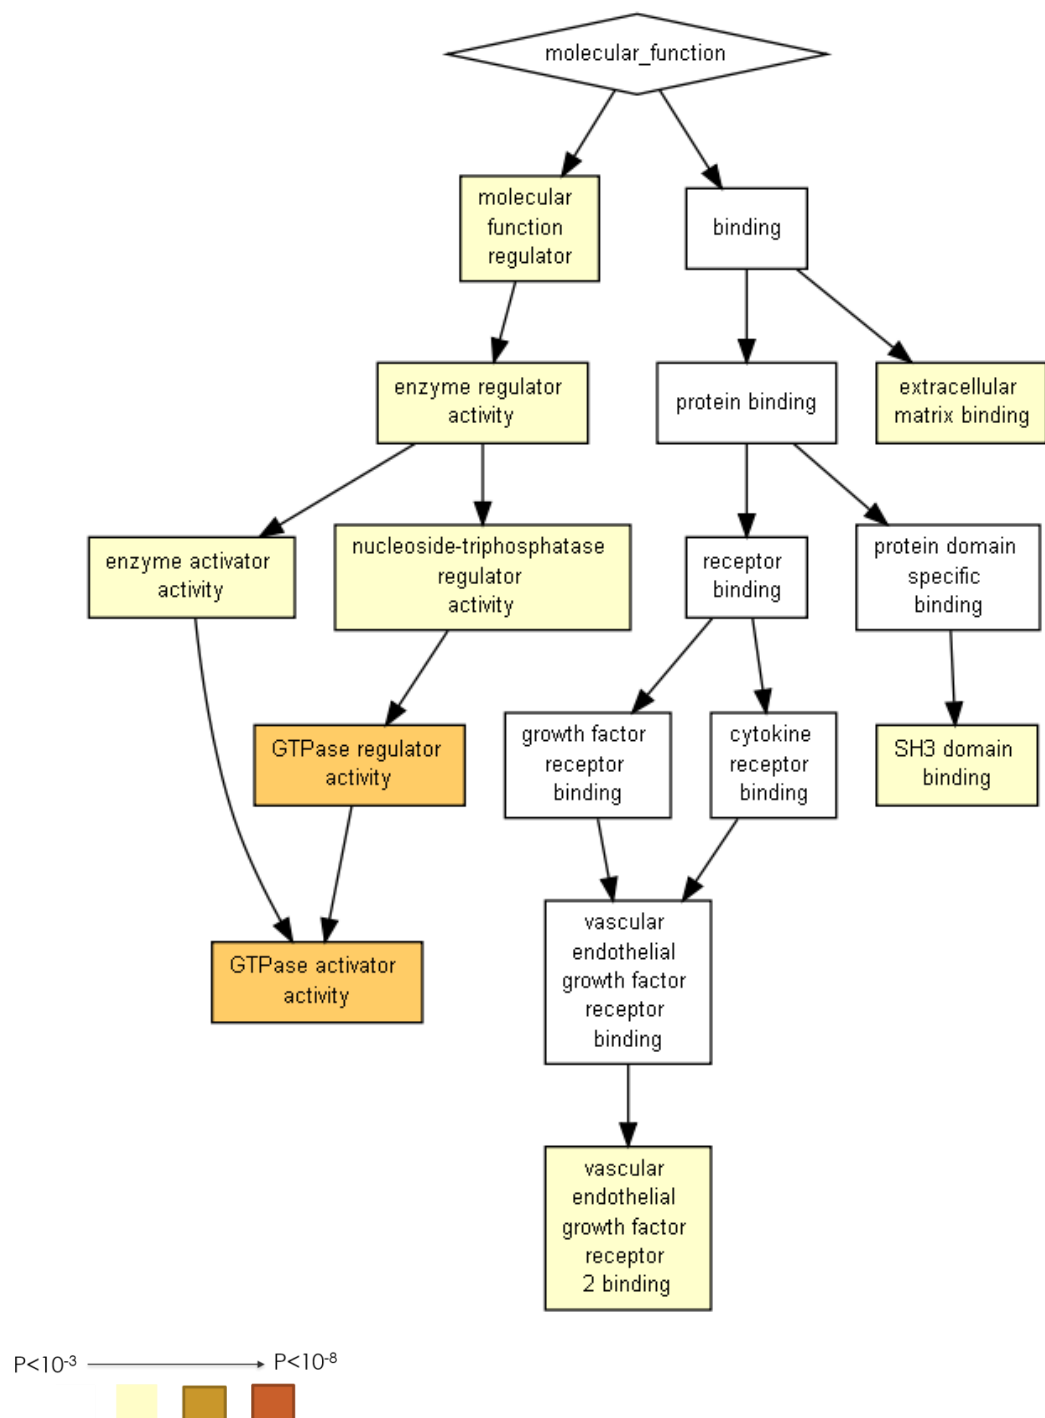 molecular_function
molecular
function
regulator
binding
enzyme regulator
activity
protein binding
extracellular
matrix binding
enzyme activator
activity
nucleoside-triphosphatase
regulator
activity
receptor
binding
protein domain
specific
binding
GTPase regulator
activity
growth factor
receptor
binding
cytokine
receptor
binding
SH3 domain
binding
GTPase activator
activity
vascular
endothelial
growth factor
receptor
binding
vascular
endothelial
growth factor
receptor
2 binding
P<10⁻³
P<10⁻⁸